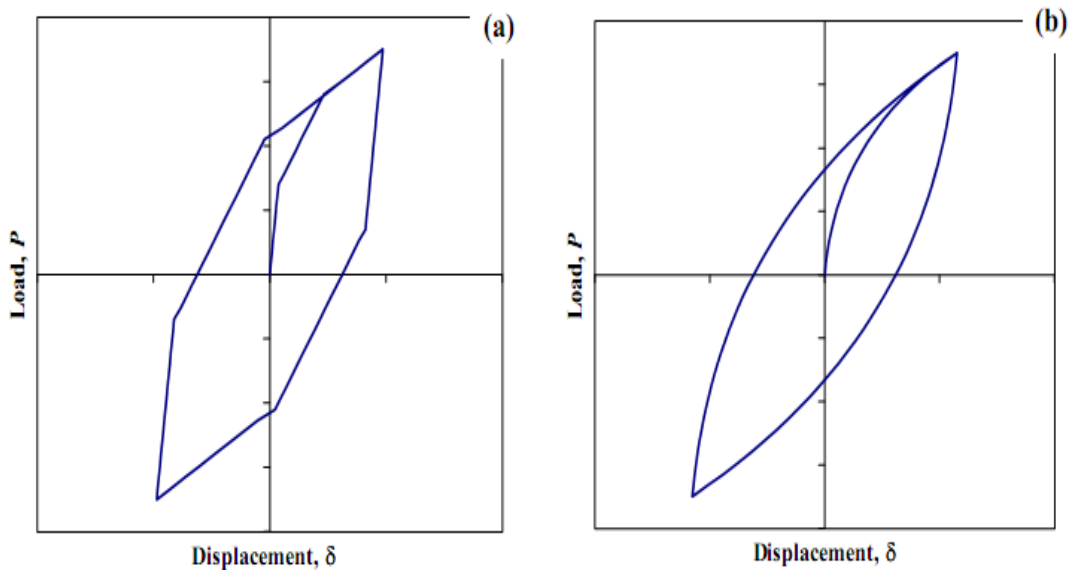 (a)
Load, P
Displacement, δ
(b)
Load, P
Displacement, δ